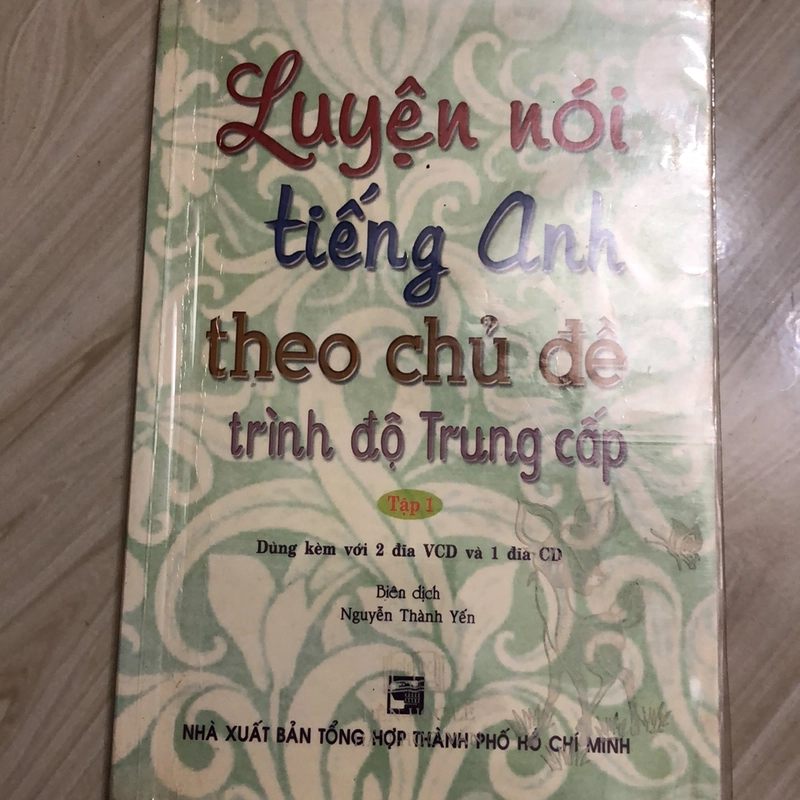 Luyện nói
tiếng Anh
theo chủ đề
trình độ Trung cấp
Tập 1
Dùng kèm với 2 đĩa VCD và 1 đĩa CD
Biên dịch
Nguyễn Thành Yến
NHÀ XUẤT BẢN TỔNG HỢP THÀNH PHỐ HỒ CHÍ MINH